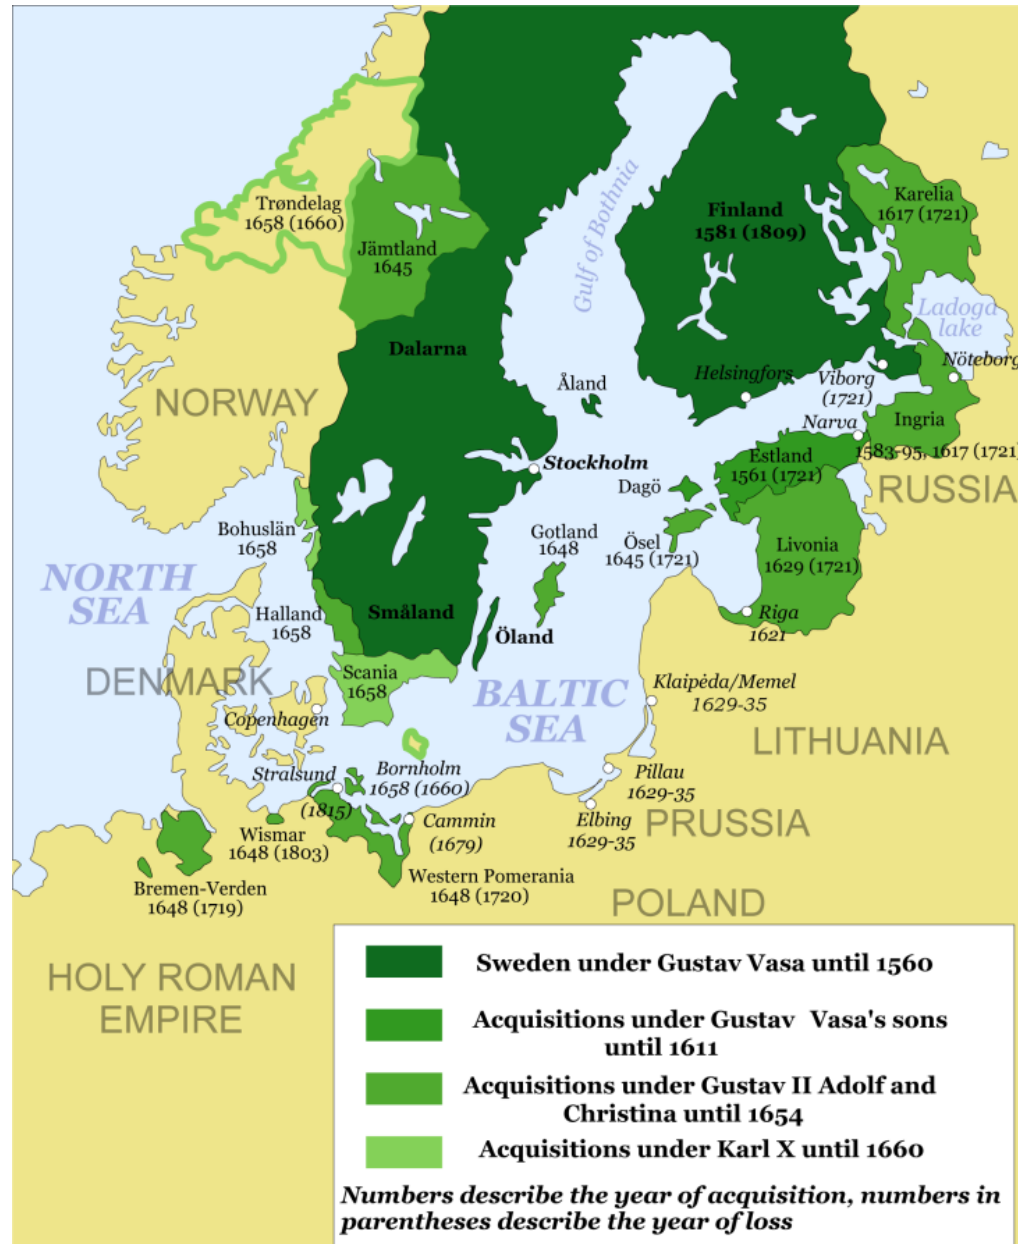 Trøndelag
1658 (1660)
Jämtland
1645
Gulf of Bothnia
Finland
1581 (1809)
Karelia
1617 (1721)
Ladoga
lake
Dalarna
NORWAY
Åland
Helsingfors
Viborg
(1721)
Nöteborg
Narva
Ingria
1583-95, 1617 (1721)
Stockholm
Estland
1561 (1721)
Dagö
RUSSIA
Bohuslän
1658
Gotland
1648
Ösel
1645 (1721)
Livonia
1629 (1721)
NORTH
SEA
Halland
1658
Småland
Öland
Riga
1621
DENMARK
Scania
1658
BALTIC
SEA
Klaipėda/Memel
1629-35
Copenhagen
LITHUANIA
Stralsund
(1815)
Bornholm
1658 (1660)
Pillau
1629-35
Wismar
1648 (1803)
Cammin
(1679)
Elbing
1629-35
PRUSSIA
Bremen-Verden
1648 (1719)
Western Pomerania
1648 (1720)
POLAND
HOLY ROMAN
EMPIRE
Sweden under Gustav Vasa until 1560
Acquisitions under Gustav Vasa's sons
until 1611
Acquisitions under Gustav II Adolf and
Christina until 1654
Acquisitions under Karl X until 1660
Numbers describe the year of acquisition, numbers in
parentheses describe the year of loss